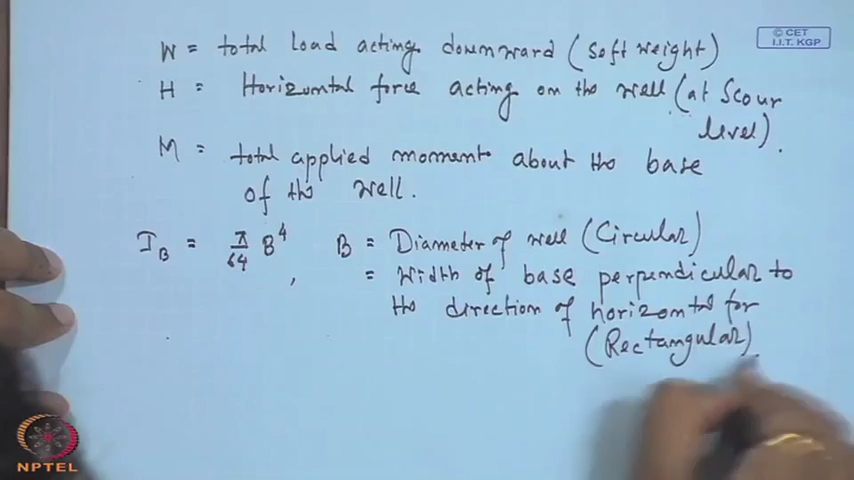 © CET
I.I.T. KGP
W = total Load acting downward (Soft weight)
H = Horizontal force acting on the well (at Scour
level).
M = total applied moment about the base
of the well.
I_B = π/64 B⁴ , B = Diameter of well (Circular)
= Width of base perpendicular to
the direction of horizontal for
(Rectangular)
NPTEL